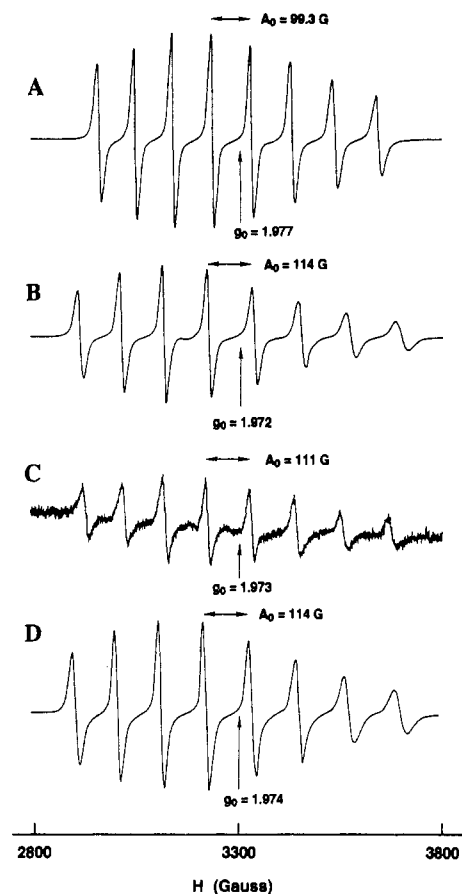 A₀ = 99.3 G
A
g₀ = 1.977
A₀ = 114 G
B
g₀ = 1.972
A₀ = 111 G
C
g₀ = 1.973
A₀ = 114 G
D
g₀ = 1.974
2800 3300 3800
H (Gauss)